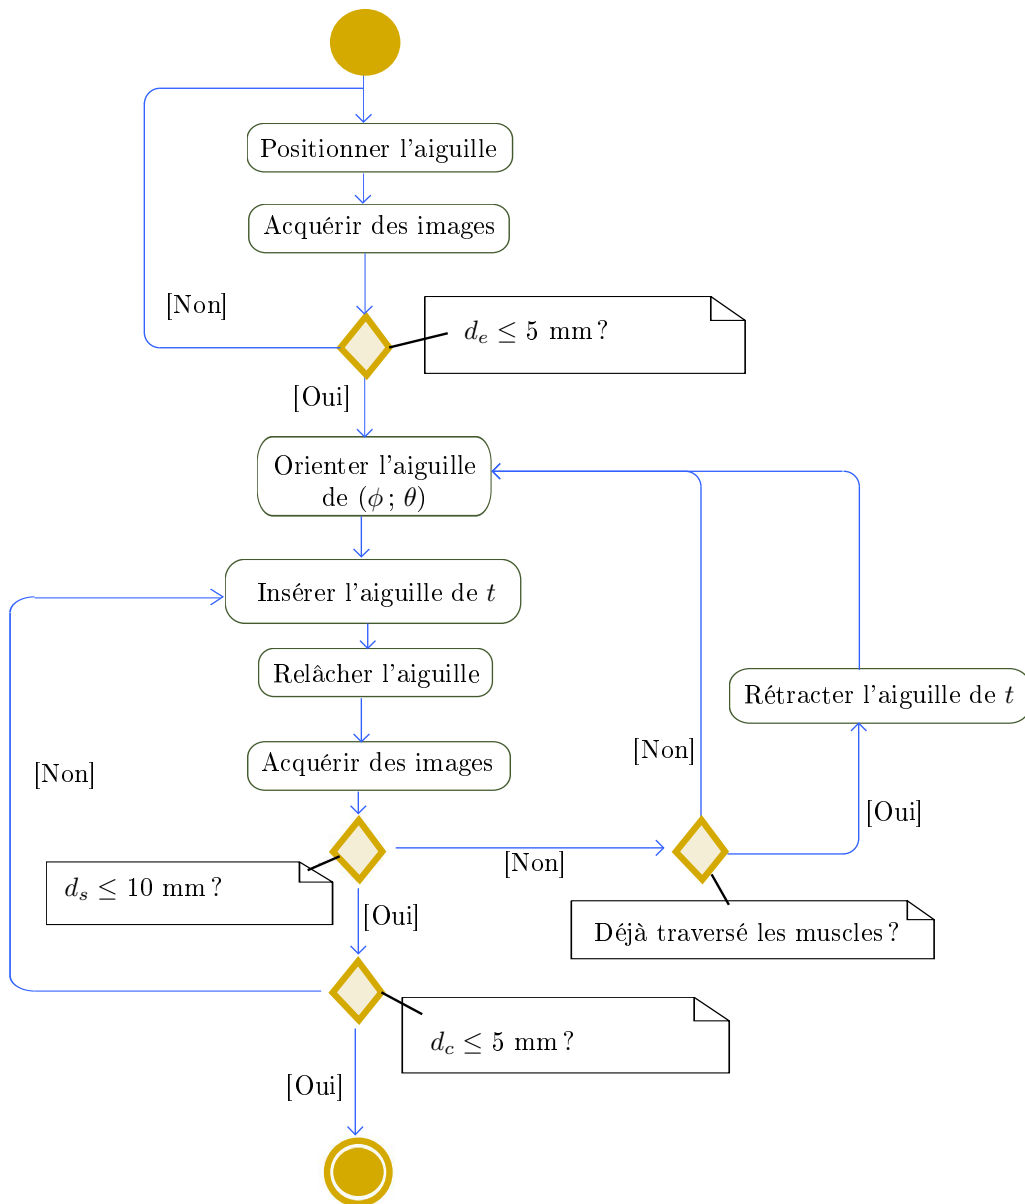 Positionner l'aiguille
Acquérir des images
[Non]
d_e ≤ 5 mm ?
[Oui]
Orienter l'aiguille
de (ϕ ; θ)
Insérer l'aiguille de t
Relâcher l'aiguille
Rétracter l'aiguille de t
[Non]
Acquérir des images
[Non]
[Oui]
[Non]
d_s ≤ 10 mm ?
[Oui]
Déjà traversé les muscles ?
d_c ≤ 5 mm ?
[Oui]